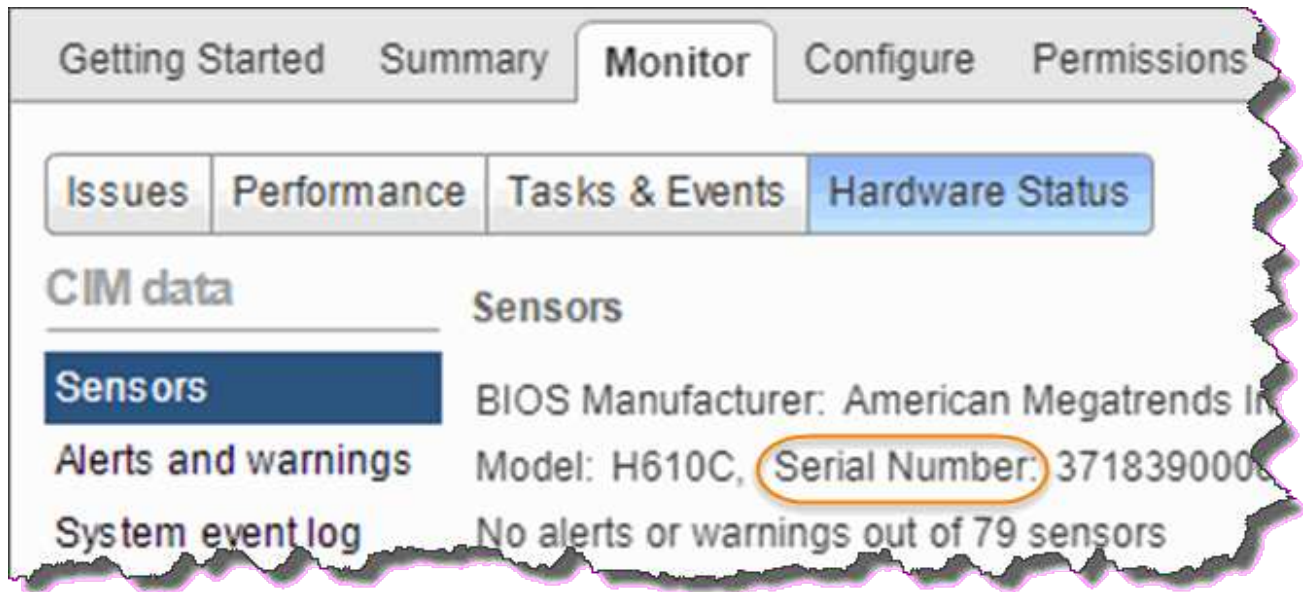 Getting Started Summary Monitor Configure Permissions
Issues Performance Tasks & Events Hardware Status
CIM data
Sensors
Alerts and warnings
System event log
Sensors
BIOS Manufacturer: American Megatrends
Model: H610C, Serial Number:
No alerts or warnings out of 79 sensors